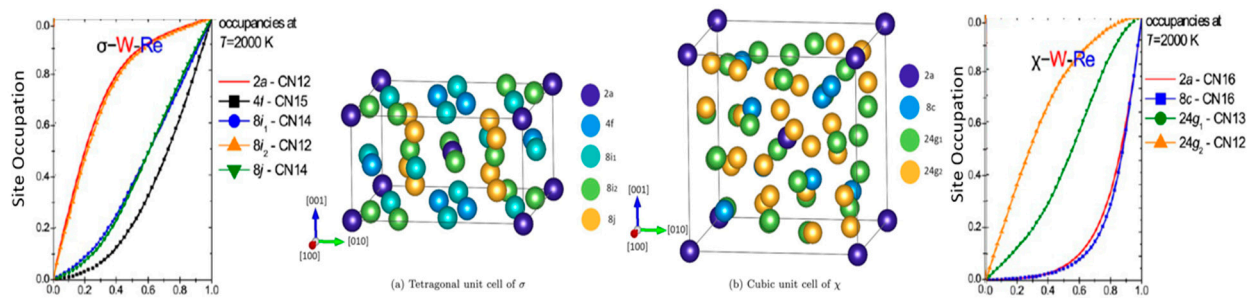 Site Occupation
1.0
0.8
0.6
0.4
0.2
0.0
0.0 0.2 0.4 0.6 0.8 1.0
σ–W-Re
occupancies at
T=2000 K
2a - CN12
4f - CN15
8i1 - CN14
8i2 - CN12
8j - CN14
[001]
[010]
[100]
2a
4f
8i1
8i2
8j
(a) Tetragonal unit cell of σ
[001]
[010]
[100]
2a
8c
24g1
24g2
(b) Cubic unit cell of χ
Site Occupation
1.0
0.8
0.6
0.4
0.2
0.0
0.0 0.2 0.4 0.6 0.8 1.0
χ–W-Re
occupancies at
T=2000 K
2a - CN16
8c - CN16
24g1 - CN13
24g2 - CN12